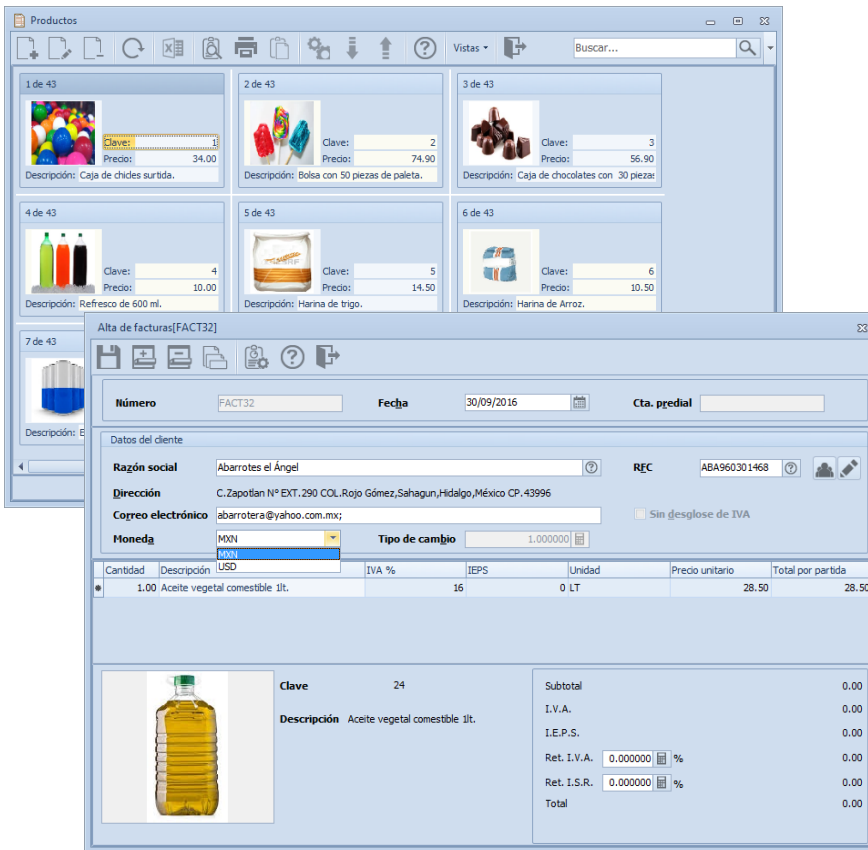 Productos
Vistas
Buscar...
1 de 43
2 de 43
3 de 43
Clave: 1
Clave: 2
Clave: 3
Precio: 34.00
Precio: 74.90
Precio: 56.90
Descripción: Caja de chicles surtida.
Descripción: Bolsa con 50 piezas de paleta.
Descripción: Caja de chocolates con 30 piezas
4 de 43
5 de 43
6 de 43
Clave: 4
Clave: 5
Clave: 6
Precio: 10.00
Precio: 14.50
Precio: 10.50
Descripción: Refresco de 600 ml.
Descripción: Harina de trigo.
Descripción: Harina de Arroz.
7 de 43
Descripción:
Alta de facturas[FACT32]
Número FACT32 Fecha 30/09/2016 Cta. predial
Datos del cliente
Razón social Abarrotes el Ángel RFC ABA960301468
Dirección C.Zapotlan Nº EXT.290 COL.Rojo Gómez,Sahagun,Hidalgo,México CP.43996
Correo electrónico abarrotera@yahoo.com.mx; Sin desglose de IVA
Moneda MXN Tipo de cambio 1.000000
MXN
USD
Cantidad Descripción IVA % IEPS Unidad Precio unitario Total por partida
1.00 Aceite vegetal comestible 1lt. 16 0 LT 28.50 28.50
Clave 24
Descripción Aceite vegetal comestible 1lt.
Subtotal 0.00
I.V.A. 0.00
I.E.P.S. 0.00
Ret. I.V.A. 0.000000 % 0.00
Ret. I.S.R. 0.000000 % 0.00
Total 0.00